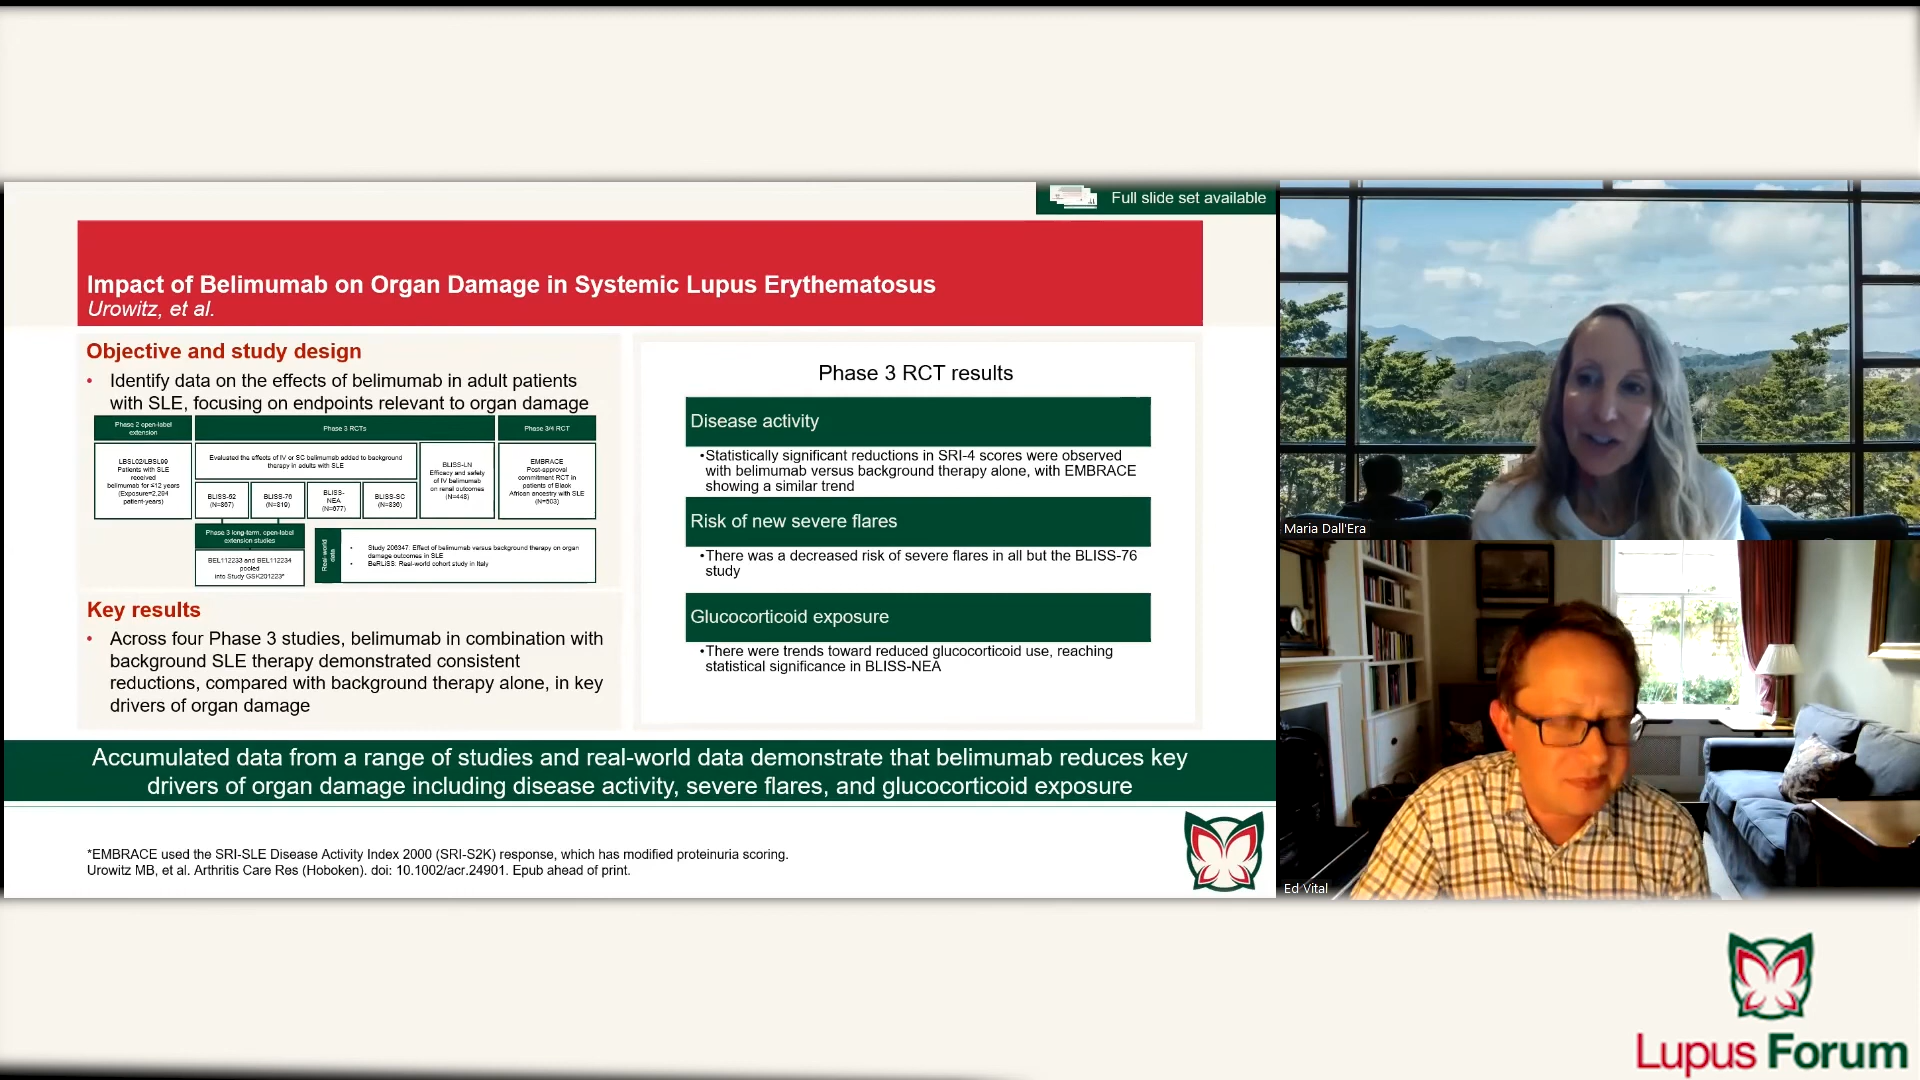 Full slide set available
Impact of Belimumab on Organ Damage in Systemic Lupus Erythematosus
Urowitz, et al.
Objective and study design
• Identify data on the effects of belimumab in adult patients
with SLE, focusing on endpoints relevant to organ damage
Phase 2 open-label
extension
Phase 3 RCTs
Phase 3/4 RCT
LBSL02/LBSL99
Patients with SLE
received
belimumab for ≤12 years
(Exposure=2,294
patient-years)
Evaluated the effects of IV or SC belimumab added to background
therapy in adults with SLE
BLISS-52
(N=867)
BLISS-76
(N=819)
BLISS-
NEA
(N=677)
BLISS-SC
(N=836)
BLISS-LN
Efficacy and safety
of IV belimumab
on renal outcomes
(N=448)
EMBRACE
Post-approval
commitment RCT in
patients of Black
African ancestry with SLE
(N=503)
Phase 3 long-term, open-label
extension studies
BEL112233 and BEL112234
pooled
into Study GSK201223*
Real-world
data
• Study 206347: Effect of belimumab versus background therapy on organ
damage outcomes in SLE
• BeRLiSS: Real-world cohort study in Italy
Key results
• Across four Phase 3 studies, belimumab in combination with
background SLE therapy demonstrated consistent
reductions, compared with background therapy alone, in key
drivers of organ damage
Phase 3 RCT results
Disease activity
•Statistically significant reductions in SRI-4 scores were observed
with belimumab versus background therapy alone, with EMBRACE
showing a similar trend
Risk of new severe flares
•There was a decreased risk of severe flares in all but the BLISS-76
study
Glucocorticoid exposure
•There were trends toward reduced glucocorticoid use, reaching
statistical significance in BLISS-NEA
Accumulated data from a range of studies and real-world data demonstrate that belimumab reduces key
drivers of organ damage including disease activity, severe flares, and glucocorticoid exposure
*EMBRACE used the SRI-SLE Disease Activity Index 2000 (SRI-S2K) response, which has modified proteinuria scoring.
Urowitz MB, et al. Arthritis Care Res (Hoboken). doi: 10.1002/acr.24901. Epub ahead of print.
Maria Dall'Era
Ed Vital
Lupus Forum